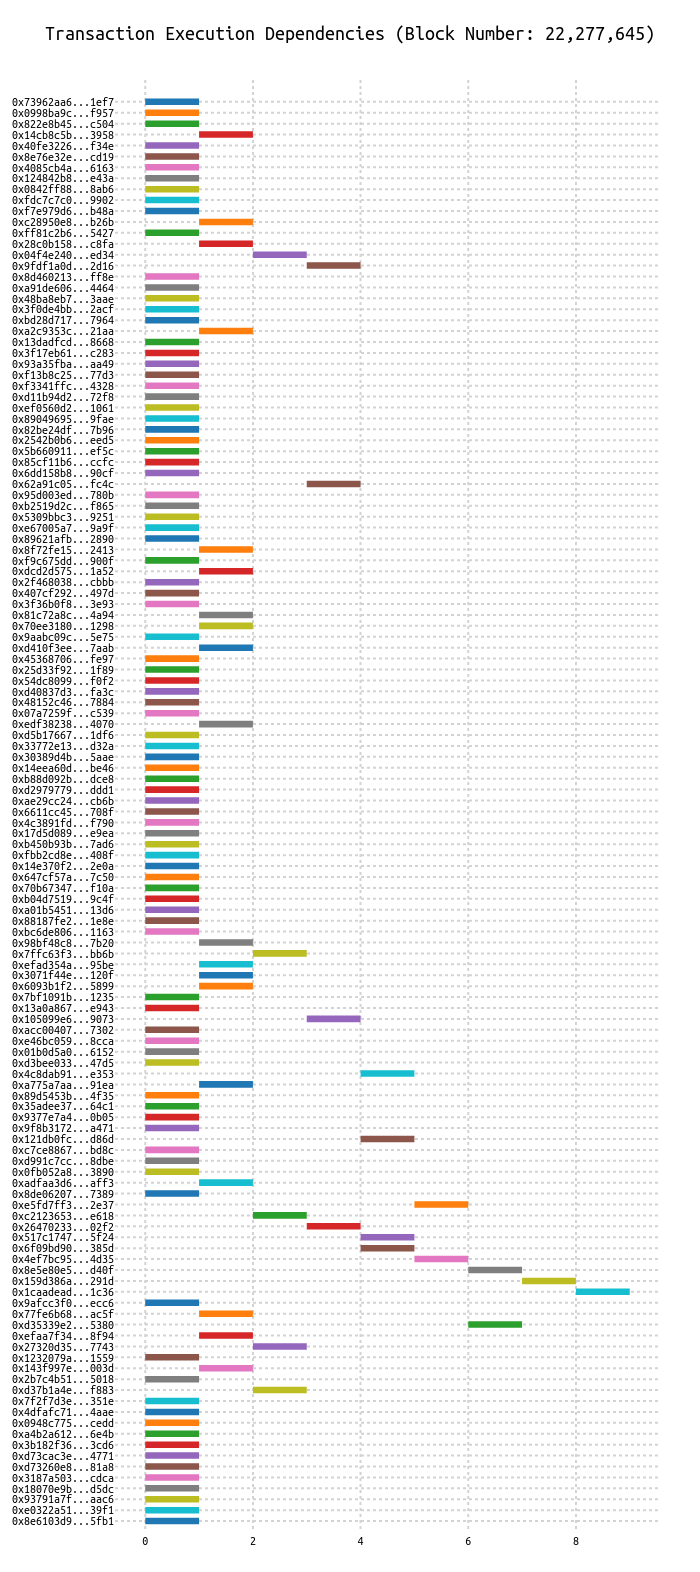 Transaction Execution Dependencies (Block Number: 22,277,645)
0x73962aa6...1ef7
0x0998ba9c...f957
0x822e8b45...c504
0x14cb8c5b...3958
0x40fe3226...f34e
0x8e76e32e...cd19
0x4085cb4a...6163
0x124842b8...e43a
0x0842ff88...8ab6
0xfdc7c7c0...9902
0xf7e979d6...b48a
0xc28950e8...b26b
0xff81c2b6...5427
0x28c0b158...c8fa
0x04f4e240...ed34
0x9fdf1a0d...2d16
0x8d460213...ff8e
0xa91de606...4464
0x48ba8eb7...3aae
0x3f0de4bb...2acf
0xbd28d717...7964
0xa2c9353c...21aa
0x13dadfcd...8668
0x3f17eb61...c283
0x93a35fba...aa49
0xf13b8c25...77d3
0xf3341ffc...4328
0xd11b94d2...72f8
0xef0560d2...1061
0x89049695...9fae
0x82be24df...7b96
0x2542b0b6...eed5
0x5b660911...ef5c
0x85cf11b6...ccfc
0x6dd158b8...90cf
0x62a91c05...fc4c
0x95d003ed...780b
0xb2519d2c...f865
0x5309bbc3...9251
0xe67005a7...9a9f
0x89621afb...2890
0x8f72fe15...2413
0xf9c675dd...900f
0xdcd2d575...1a52
0x2f468038...cbbb
0x407cf292...497d
0x3f36b0f8...3e93
0x81c72a8c...4a94
0x70ee3180...1298
0x9aabc09c...5e75
0xd410f3ee...7aab
0x45368706...fe97
0x25d33f92...1f89
0x54dc8099...f0f2
0xd40837d3...fa3c
0x48152c46...7884
0x07a7259f...c539
0xedf38238...4070
0xd5b17667...1df6
0x33772e13...d32a
0x30389d4b...5aae
0x14eea60d...be46
0xb88d092b...dce8
0xd2979779...ddd1
0xae29cc24...cb6b
0x6611cc45...708f
0x4c3891fd...f790
0x17d5d089...e9ea
0xb450b93b...7ad6
0xfbb2cd8e...408f
0x14e370f2...2e0a
0x647cf57a...7c50
0x70b67347...f10a
0xb04d7519...9c4f
0xa01b5451...13d6
0x88187fe2...1e8e
0xbc6de806...1163
0x98bf48c8...7b20
0x7ffc63f3...bb6b
0xefad354a...95be
0x3071f44e...120f
0x6093b1f2...5899
0x7bf1091b...1235
0x13a0a867...e943
0x105099e6...9073
0xacc00407...7302
0xe46bc059...8cca
0x01b0d5a0...6152
0xd3bee033...47d5
0x4c8dab91...e353
0xa775a7aa...91ea
0x89d5453b...4f35
0x35adee37...64c1
0x9377e7a4...0b05
0x9f8b3172...a471
0x121db0fc...d86d
0xc7ce8867...bd8c
0xd991c7cc...8dbe
0x0fb052a8...3890
0xadfaa3d6...aff3
0x8de06207...7389
0xe5fd7ff3...2e37
0xc2123653...e618
0x26470233...02f2
0x517c1747...5f24
0x6f09bd90...385d
0x4ef7bc95...4d35
0x8e5e80e5...d40f
0x159d386a...291d
0x1caadead...1c36
0x9afcc3f0...ecc6
0x77fe6b68...ac5f
0xd35339e2...5380
0xefaa7f34...8f94
0x27320d35...7743
0x1232079a...1559
0x143f997e...003d
0x2b7c4b51...5018
0xd37b1a4e...f883
0x7f2f7d3e...351e
0x4dfafc71...4aae
0x0948c775...cedd
0xa4b2a612...6e4b
0x3b182f36...3cd6
0xd73cac3e...4771
0xd73260e8...81a8
0x3187a503...cdca
0x18070e9b...d5dc
0x93791a7f...aac6
0xe0322a51...39f1
0x8e6103d9...5fb1
0 2 4 6 8